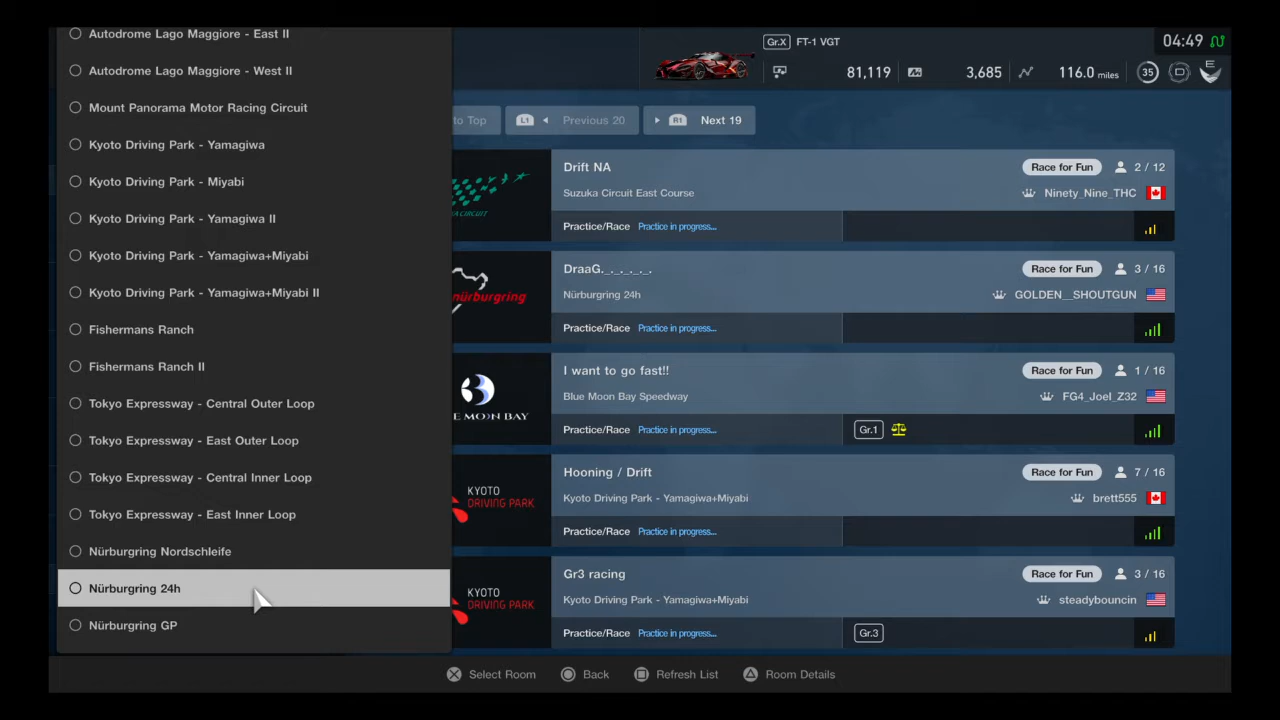 Autodrome Lago Maggiore - East II
Autodrome Lago Maggiore - West II
Mount Panorama Motor Racing Circuit
Kyoto Driving Park - Yamagiwa
Kyoto Driving Park - Miyabi
Kyoto Driving Park - Yamagiwa II
Kyoto Driving Park - Yamagiwa+Miyabi
Kyoto Driving Park - Yamagiwa+Miyabi II
Fishermans Ranch
Fishermans Ranch II
Tokyo Expressway - Central Outer Loop
Tokyo Expressway - East Outer Loop
Tokyo Expressway - Central Inner Loop
Tokyo Expressway - East Inner Loop
Nürburgring Nordschleife
Nürburgring 24h
Nürburgring GP
Gr.X FT-1 VGT
04:49
81,119 3,685 116.0 miles 35 E
to Top L1 Previous 20 R1 Next 19
CIRCUIT
Drift NA Race for Fun 2 / 12
Suzuka Circuit East Course Ninety_Nine_THC
Practice/Race Practice in progress...
nürburgring
DraaG._._._._. Race for Fun 3 / 16
Nürburgring 24h GOLDEN__SHOUTGUN
Practice/Race Practice in progress...
E MOON BAY
I want to go fast!! Race for Fun 1 / 16
Blue Moon Bay Speedway FG4_Joel_Z32
Practice/Race Practice in progress... Gr.1
KYOTO
DRIVING PARK
Hooning / Drift Race for Fun 7 / 16
Kyoto Driving Park - Yamagiwa+Miyabi brett555
Practice/Race Practice in progress...
KYOTO
DRIVING PARK
Gr3 racing Race for Fun 3 / 16
Kyoto Driving Park - Yamagiwa+Miyabi steadybouncin
Practice/Race Practice in progress... Gr.3
Select Room Back Refresh List Room Details